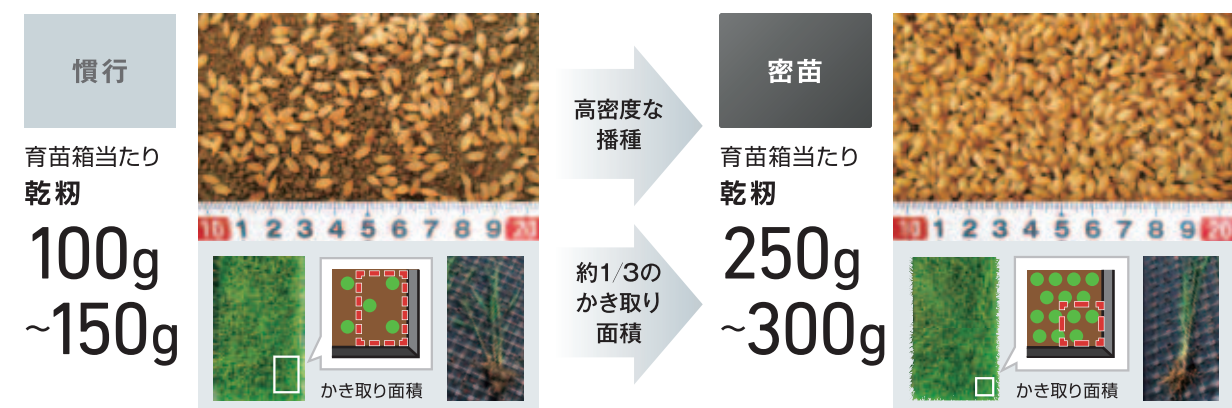 慣行
育苗箱当たり
乾籾
100g
~150g
10 1 2 3 4 5 6 7 8 9 20
かき取り面積
高密度な
播種
約1/3の
かき取り
面積
密苗
育苗箱当たり
乾籾
250g
~300g
10 1 2 3 4 5 6 7 8 9 20
かき取り面積